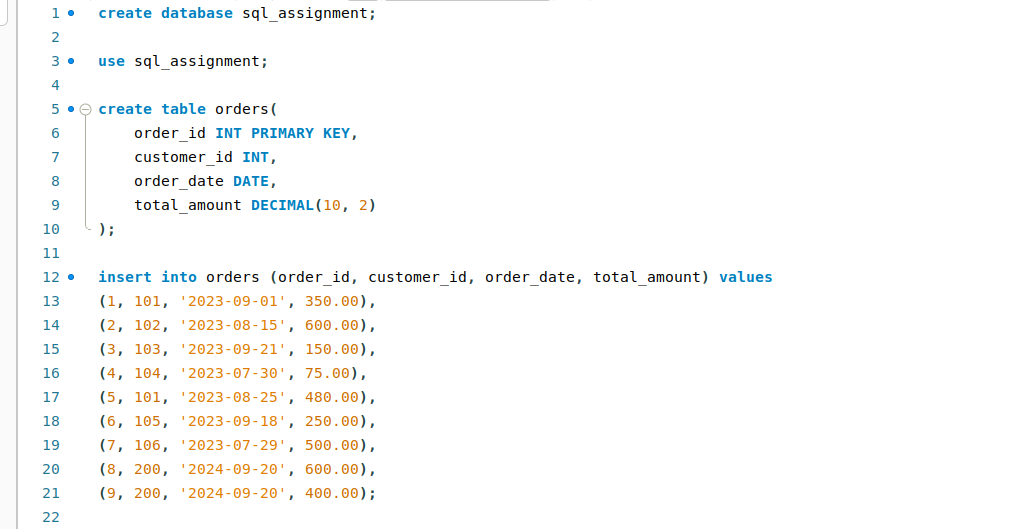 1 create database sql_assignment;
2
3 use sql_assignment;
4
5 create table orders(
6 order_id INT PRIMARY KEY,
7 customer_id INT,
8 order_date DATE,
9 total_amount DECIMAL(10, 2)
10 );
11
12 insert into orders (order_id, customer_id, order_date, total_amount) values
13 (1, 101, '2023-09-01', 350.00),
14 (2, 102, '2023-08-15', 600.00),
15 (3, 103, '2023-09-21', 150.00),
16 (4, 104, '2023-07-30', 75.00),
17 (5, 101, '2023-08-25', 480.00),
18 (6, 105, '2023-09-18', 250.00),
19 (7, 106, '2023-07-29', 500.00),
20 (8, 200, '2024-09-20', 600.00),
21 (9, 200, '2024-09-20', 400.00);
22